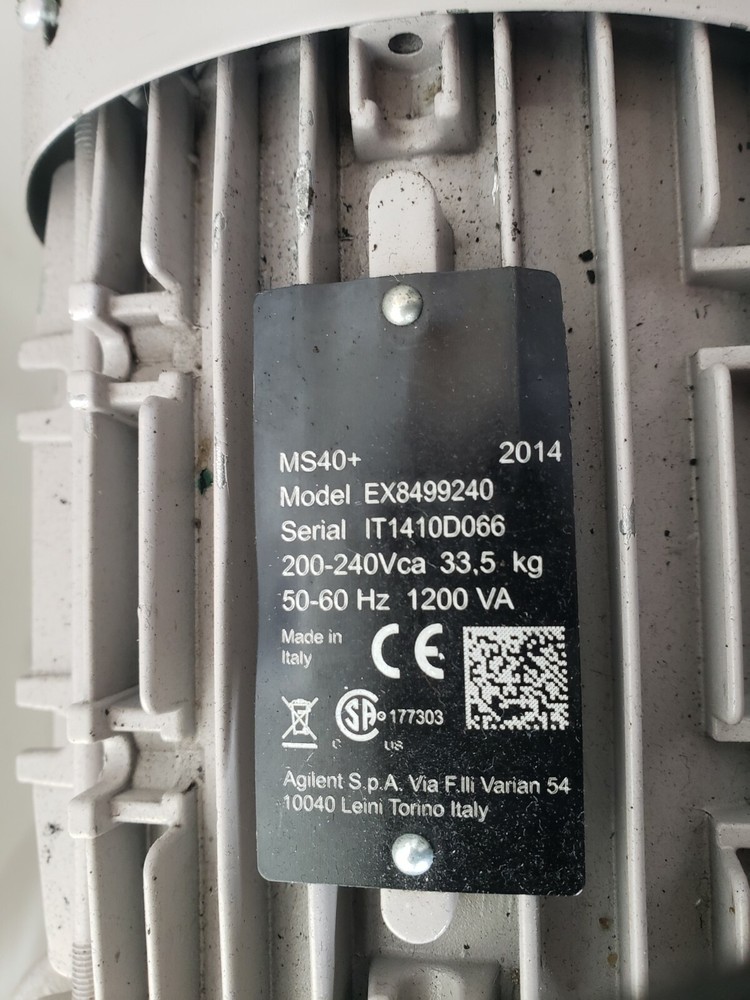 MS40+ 2014
Model EX8499240
Serial IT1410D066
200-240Vca 33,5 kg
50-60 Hz 1200 VA
Made in
Italy
CE
SA 177303
C US
Agilent S.p.A. Via F.lli Varian 54
10040 Leini Torino Italy